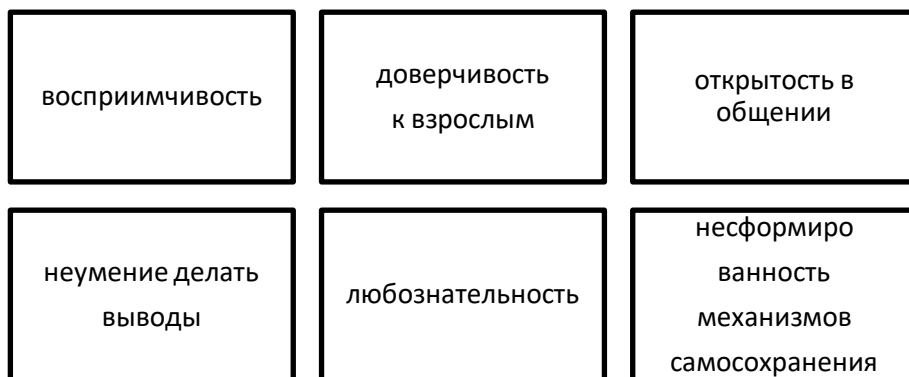 восприимчивость
доверчивость
к взрослым
открытость в
общении
неумение делать
выводы
любознательность
несформиро
ванность
механизмов
самосохранения